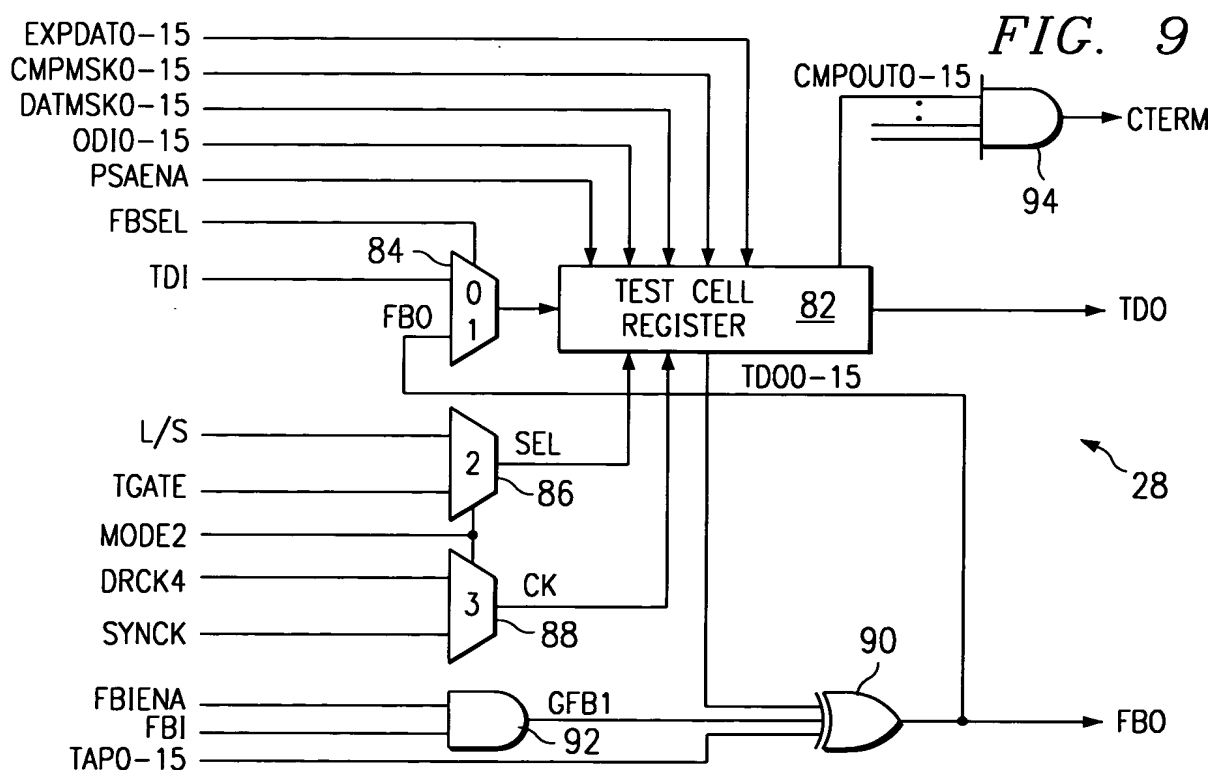 FIG. 9
EXPDAT0-15
CMPMSK0-15
DATMSK0-15
ODI0-15
PSAENA
FBSEL
TDI
CMPOUT0-15
CTERM
94
84
0
1
FBO
TEST CELL
REGISTER
82
TDO
TDO0-15
L/S
TGATE
MODE2
DRCK4
SYNCK
2
SEL
86
3
CK
88
28
FBIENA
FBI
TAP0-15
GFB1
92
90
FBO